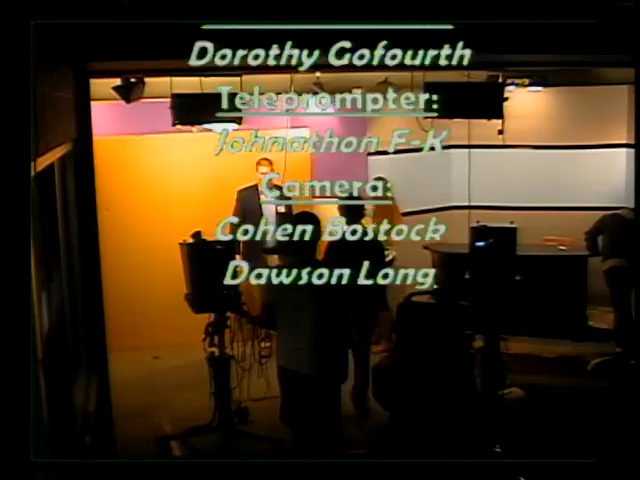 Dorothy Gofourth
Teleprompter:
Johnathon F-K
Camera:
Cohen Bostock
Dawson Long